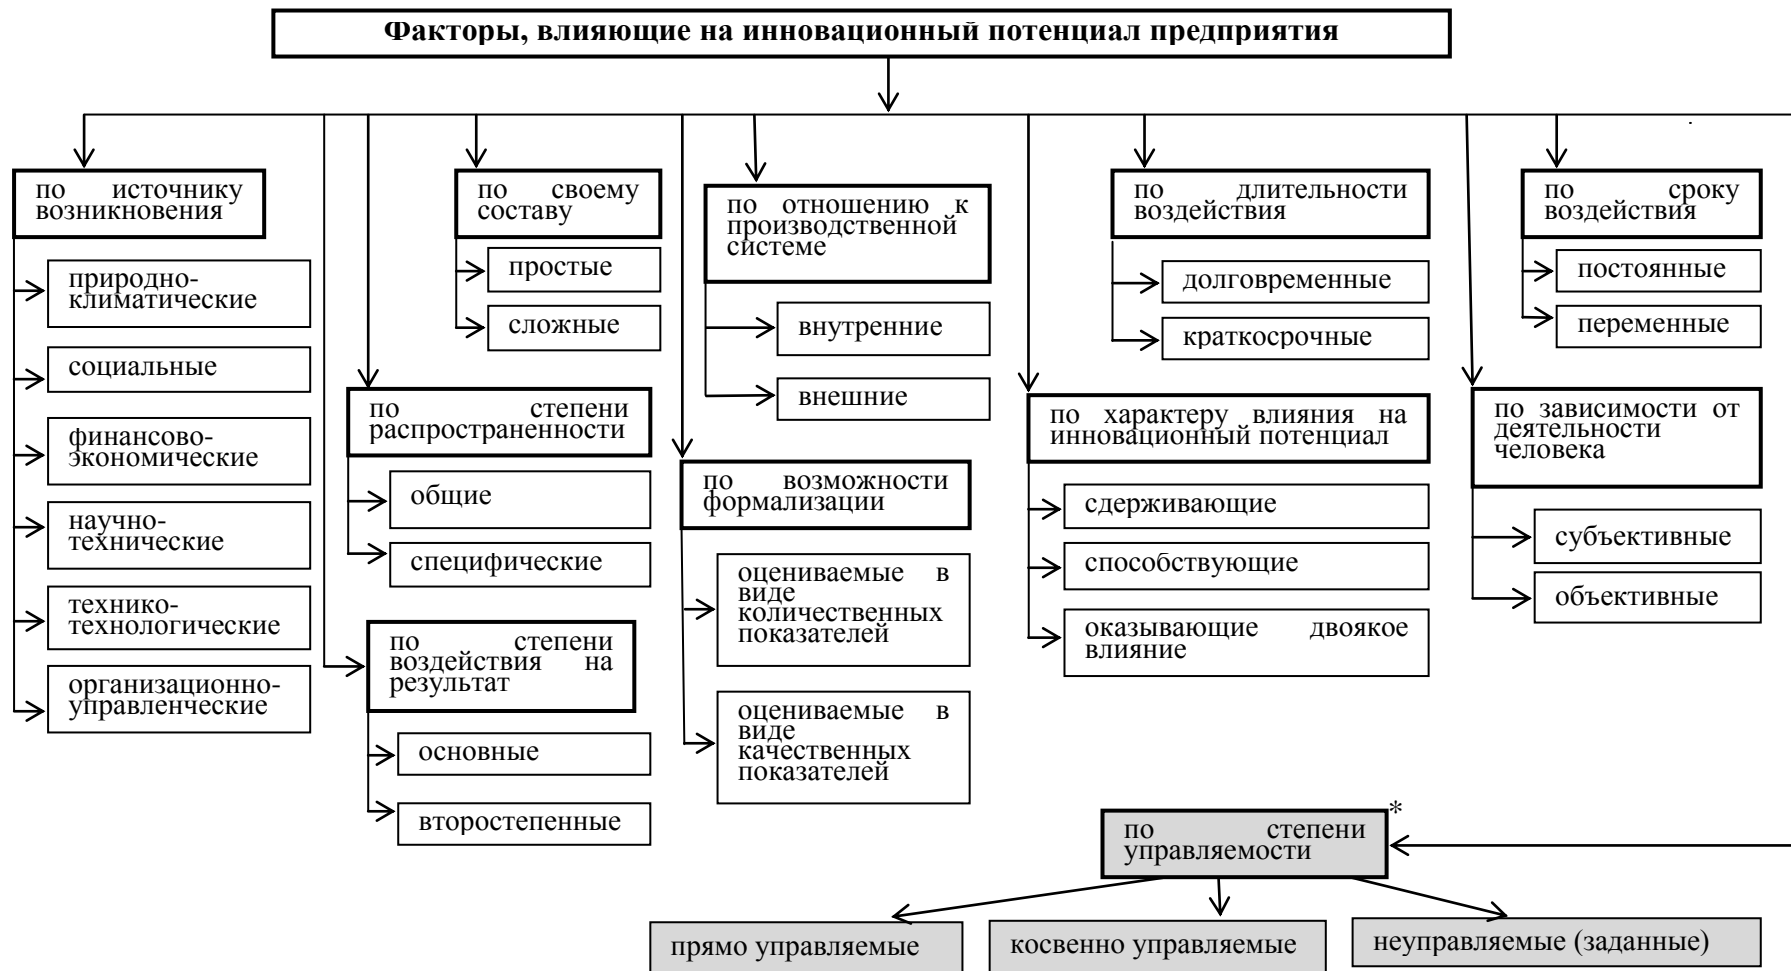 Факторы, влияющие на инновационный потенциал предприятия
по источнику
возникновения
природно-
климатические
социальные
финансово-
экономические
научно-
технические
технико-
технологические
организационно-
управленческие
по своему
составу
простые
сложные
по степени
распространенности
общие
специфические
по степени
воздействия на
результат
основные
второстепенные
по отношению к
производственной
системе
внутренние
внешние
по возможности
формализации
оцениваемые в
виде
количественных
показателей
оцениваемые в
виде
качественных
показателей
по длительности
воздействия
долговременные
краткосрочные
по характеру влияния на
инновационный потенциал
сдерживающие
способствующие
оказывающие двоякое
влияние
по сроку
воздействия
постоянные
переменные
по зависимости от
деятельности
человека
субъективные
объективные
по степени
управляемости
*
прямо управляемые
косвенно управляемые
неуправляемые (заданные)